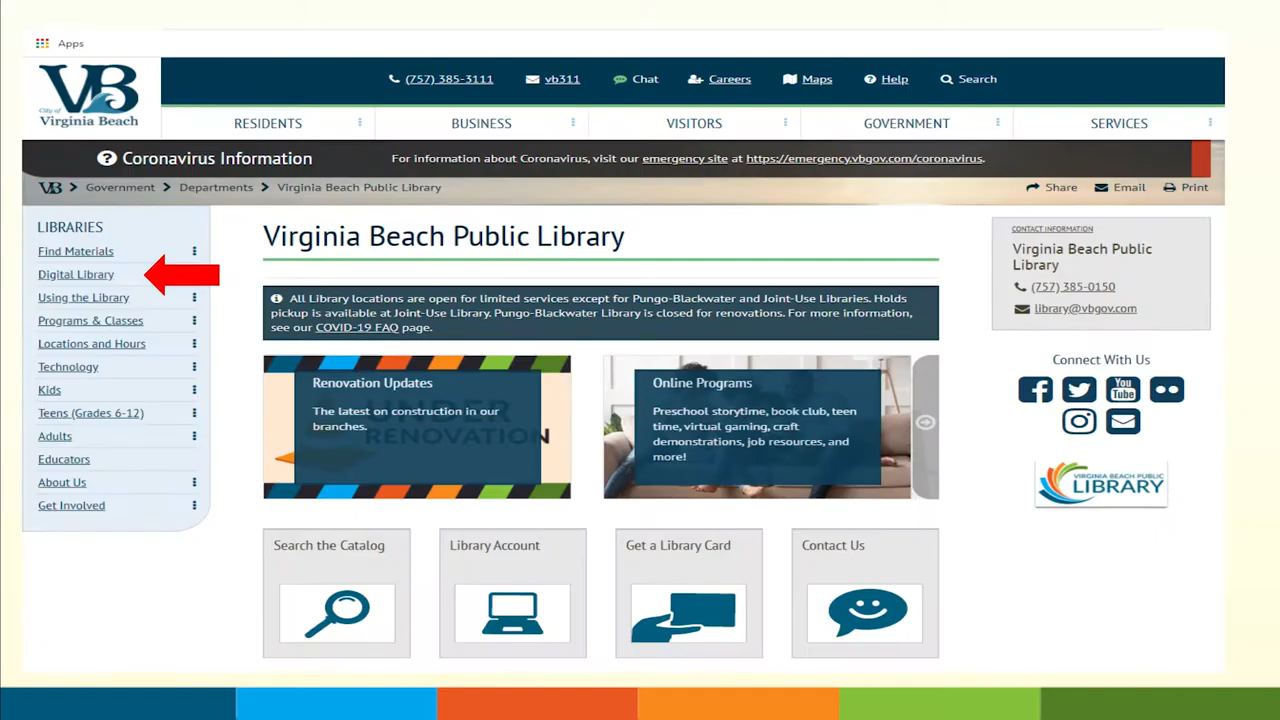 Apps
VB
City of
Virginia Beach
(757) 385-3111 vb311 Chat Careers Maps Help Search
RESIDENTS BUSINESS VISITORS GOVERNMENT SERVICES
? Coronavirus Information For information about Coronavirus, visit our emergency site at https://emergency.vbgov.com/coronavirus.
VB > Government > Departments > Virginia Beach Public Library
Share Email Print
LIBRARIES
Find Materials
Digital Library
Using the Library
Programs & Classes
Locations and Hours
Technology
Kids
Teens (Grades 6-12)
Adults
Educators
About Us
Get Involved
Virginia Beach Public Library
All Library locations are open for limited services except for Pungo-Blackwater and Joint-Use Libraries. Holds
pickup is available at Joint-Use Library. Pungo-Blackwater Library is closed for renovations. For more information,
see our COVID-19 FAQ page.
Renovation Updates
The latest on construction in our
branches.
UNDER
RENOVATION
Online Programs
Preschool storytime, book club, teen
time, virtual gaming, craft
demonstrations, job resources, and
more!
Search the Catalog
Library Account
Get a Library Card
Contact Us
CONTACT INFORMATION
Virginia Beach Public
Library
(757) 385-0150
library@vbgov.com
Connect With Us
You
Tube
VIRGINIA BEACH PUBLIC
LIBRARY